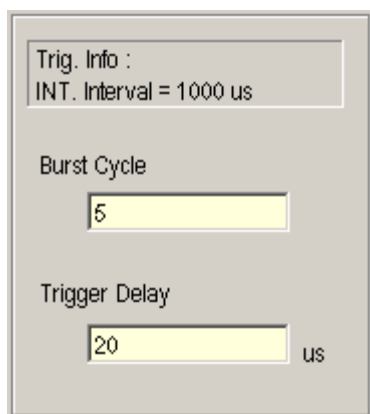 Trig. Info :
INT. Interval = 1000 us
Burst Cycle
5
Trigger Delay
20 us